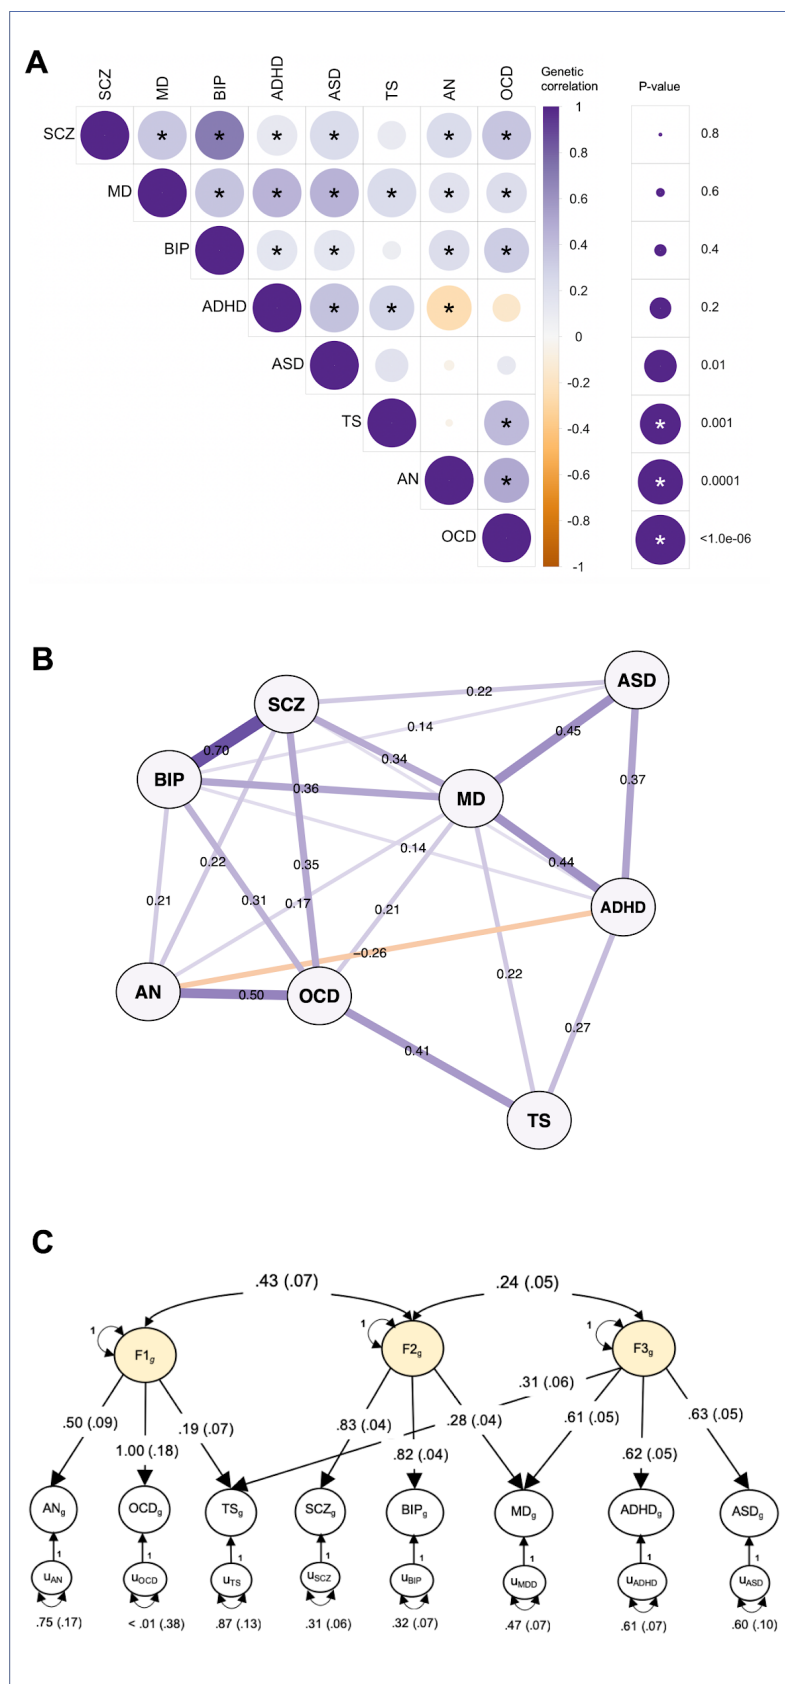 A
SCZ MD BIP ADHD ASD TS AN OCD
Genetic
correlation
P-value
SCZ * * * * * *
MD * * * * * *
BIP * * * *
ADHD * * *
ASD
TS *
AN *
OCD
1
0.8
0.6
0.4
0.2
0
-0.2
-0.4
-0.6
-0.8
-1
0.8
0.6
0.4
0.2
0.01
* 0.001
* 0.0001
* <1.0e-06
B
ASD
SCZ
0.22
0.14
0.45
0.70
0.34
BIP
0.37
0.36
MD
0.14
0.22
0.35
0.44
0.21
0.31
0.17
0.21
ADHD
−0.26
0.22
AN
0.50
OCD
0.27
0.41
TS
C
.43 (.07) .24 (.05)
1 1 1
F1g F2g F3g
.31 (.06)
.50 (.09) .19 (.07) .83 (.04) .28 (.04) .61 (.05) .63 (.05)
1.00 (.18) .82 (.04) .62 (.05)
ANg OCDg TSg SCZg BIPg MDg ADHDg ASDg
1 1 1 1 1 1 1 1
uAN uOCD uTS uSCZ uBIP uMDD uADHD uASD
.75 (.17) < .01 (.38) .87 (.13) .31 (.06) .32 (.07) .47 (.07) .61 (.07) .60 (.10)